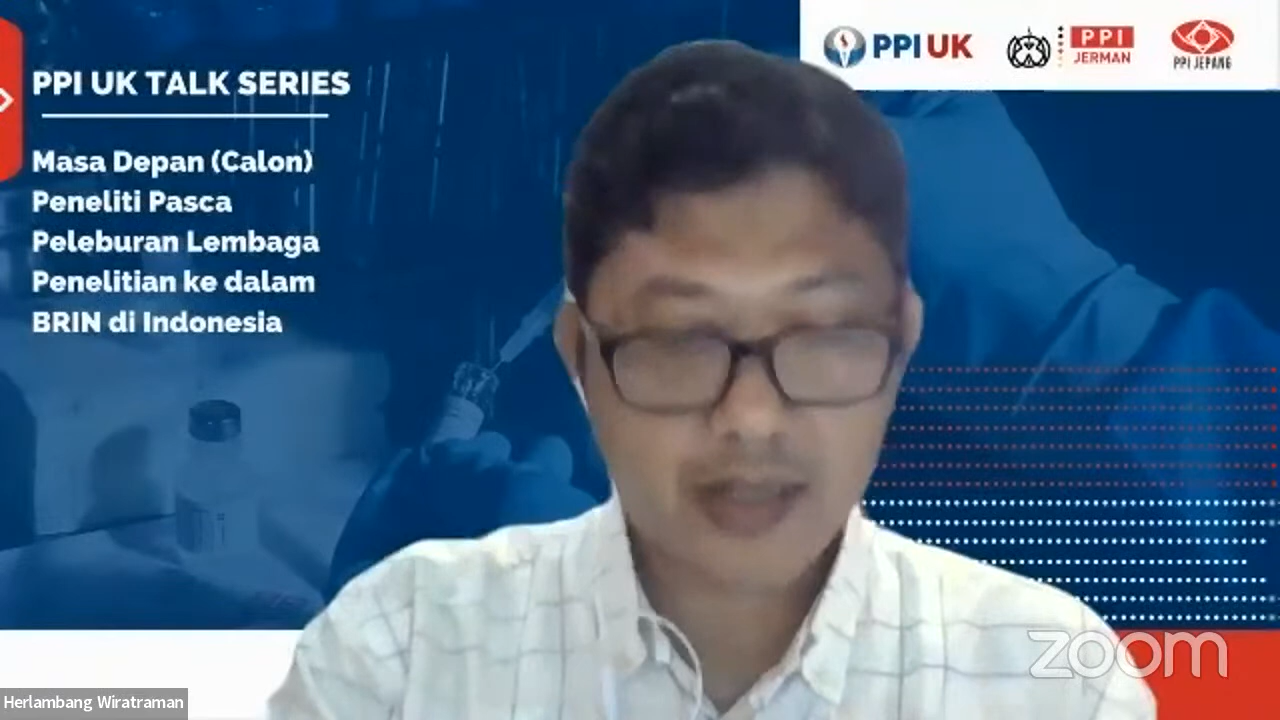 PPI UK TALK SERIES
Masa Depan (Calon)
Peneliti Pasca
Peleburan Lembaga
Penelitian ke dalam
BRIN di Indonesia
PPI UK
PPI
JERMAN
PPI JEPANG
zoom
Herlambang Wiratraman